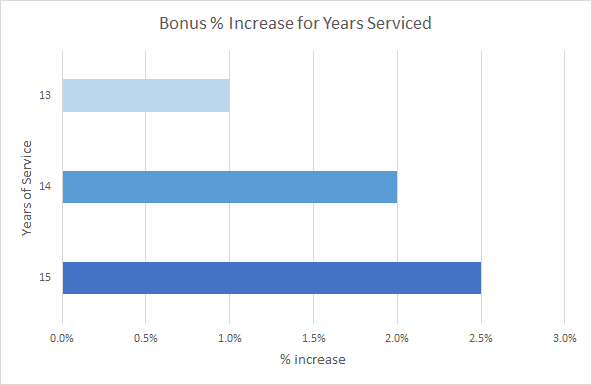 Bonus % Increase for Years Serviced
Years of Service
13
14
15
0.0% 0.5% 1.0% 1.5% 2.0% 2.5% 3.0%
% increase